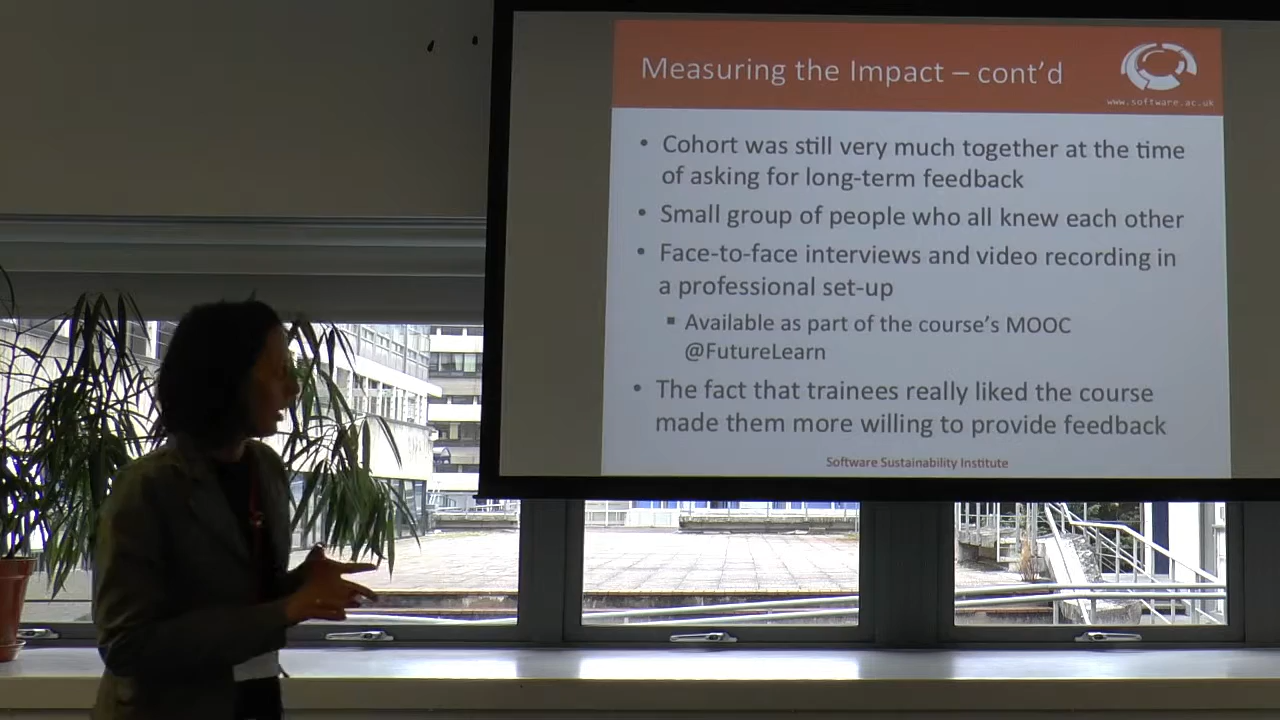 Measuring the Impact – cont'd
www.software.ac.uk
• Cohort was still very much together at the time
of asking for long-term feedback
• Small group of people who all knew each other
• Face-to-face interviews and video recording in
a professional set-up
▪ Available as part of the course's MOOC
@FutureLearn
• The fact that trainees really liked the course
made them more willing to provide feedback
Software Sustainability Institute